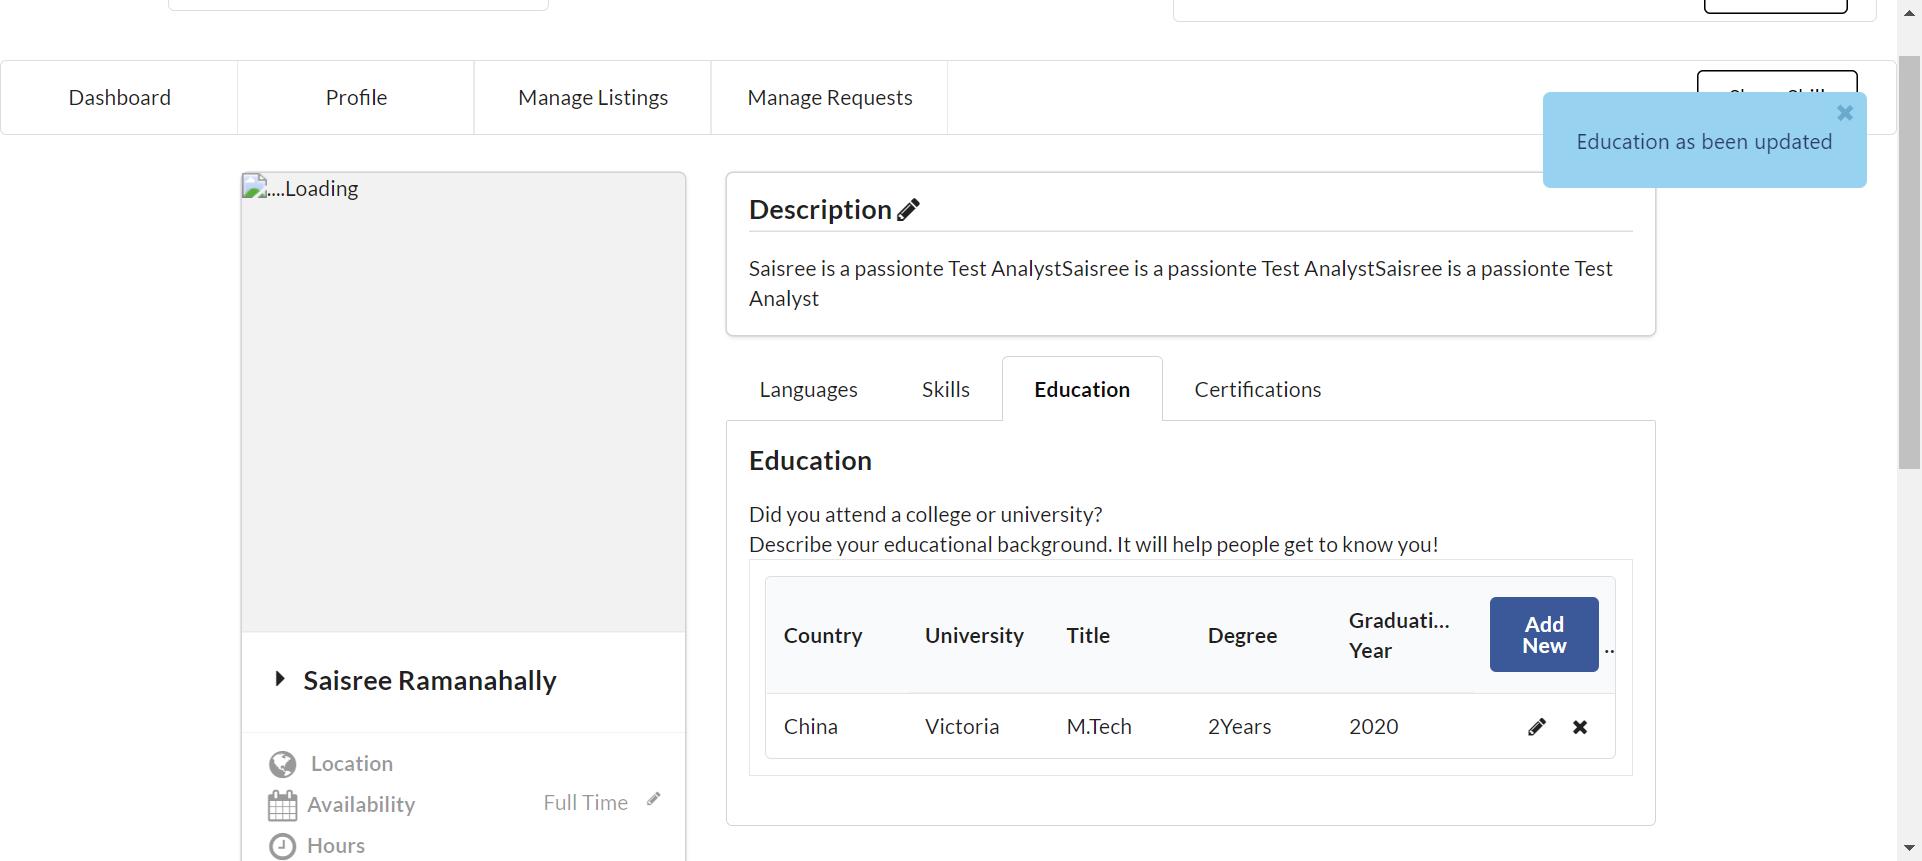 Dashboard
Profile
Manage Listings
Manage Requests
Education as been updated
....Loading
Description
Saisree is a passionte Test AnalystSaisree is a passionte Test AnalystSaisree is a passionte Test
Analyst
Languages
Skills
Education
Certifications
Education
Did you attend a college or university?
Describe your educational background. It will help people get to know you!
Country
University
Title
Degree
Graduati...
Year
Add
New
..
China
Victoria
M.Tech
2Years
2020
Saisree Ramanahally
Location
Availability
Full Time
Hours